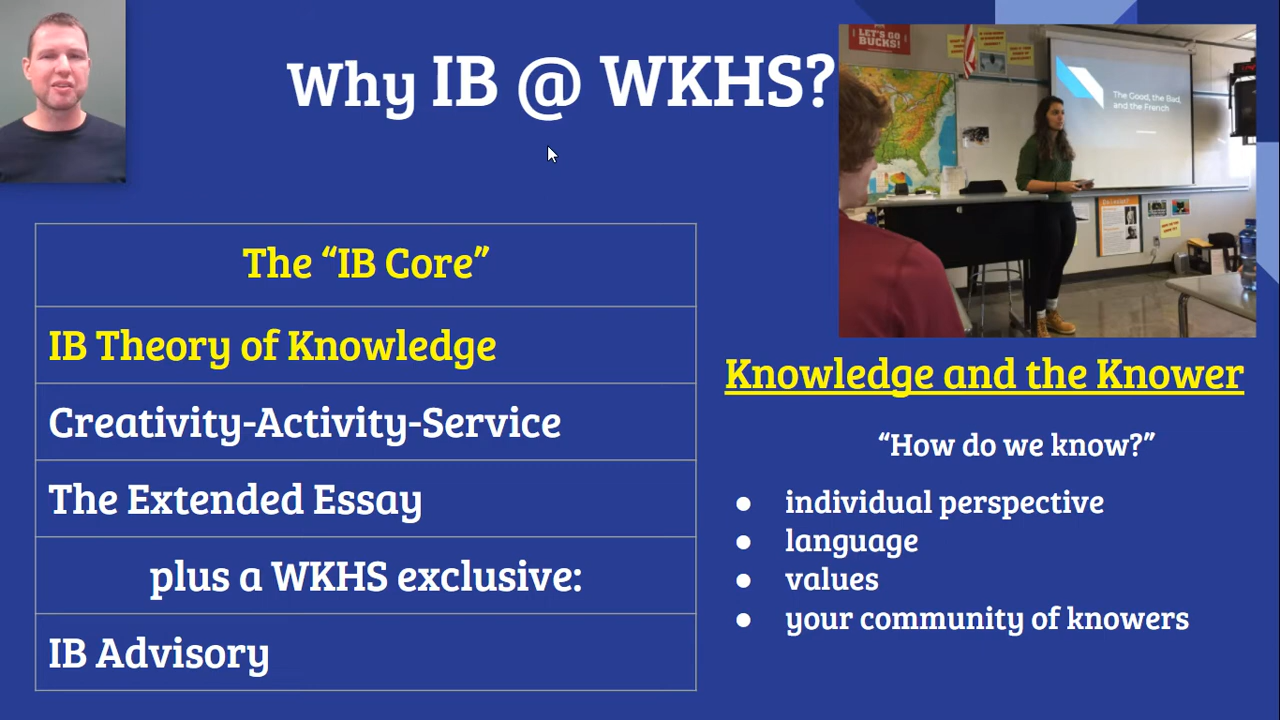 Why IB @ WKHS?
LET'S GO
BUCKS!
The Good, the Bad,
and the French
The “IB Core”
IB Theory of Knowledge
Creativity-Activity-Service
The Extended Essay
plus a WKHS exclusive:
IB Advisory
Knowledge and the Knower
“How do we know?”
● individual perspective
● language
● values
● your community of knowers